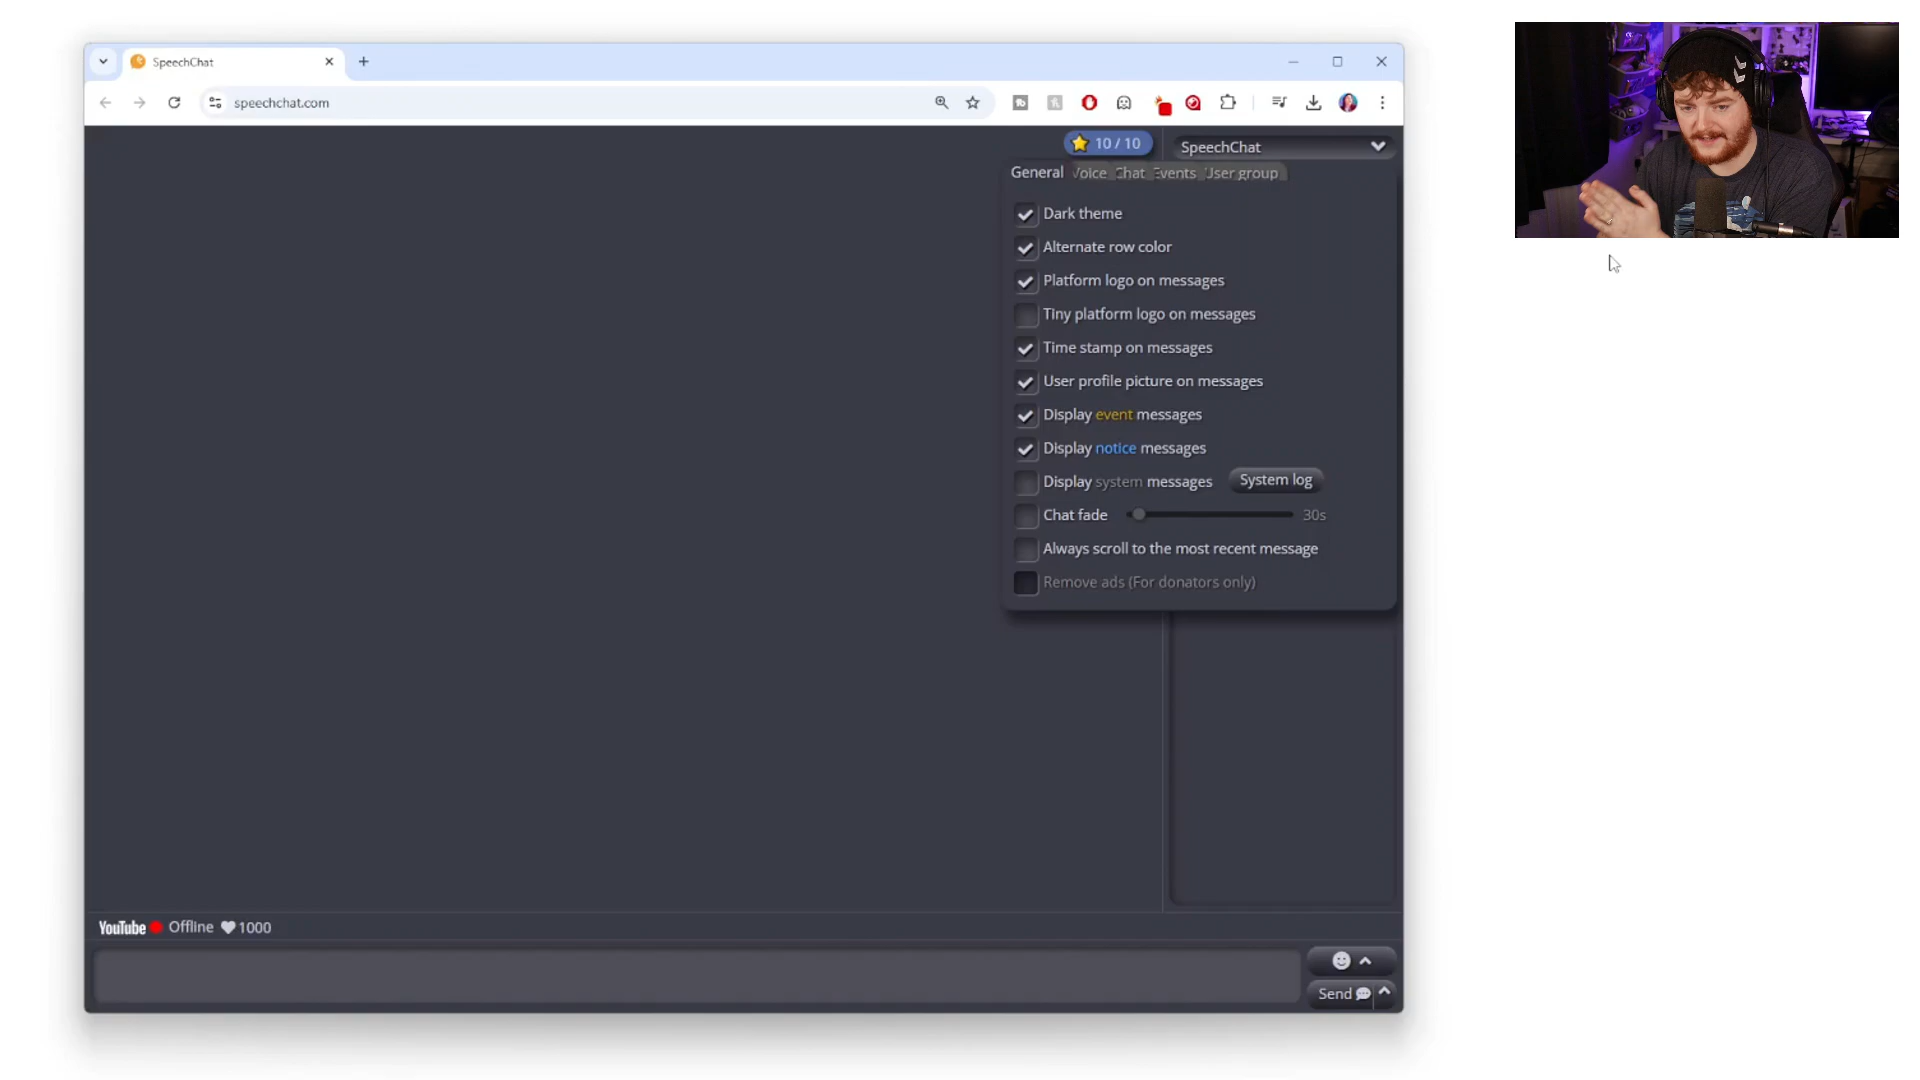 SpeechChat
speechchat.com
10 / 10
SpeechChat
General Voice Chat Events User group
Dark theme
Alternate row color
Platform logo on messages
Tiny platform logo on messages
Time stamp on messages
User profile picture on messages
Display event messages
Display notice messages
Display system messages System log
Chat fade 30s
Always scroll to the most recent message
Remove ads (For donators only)
YouTube Offline 1000
Send